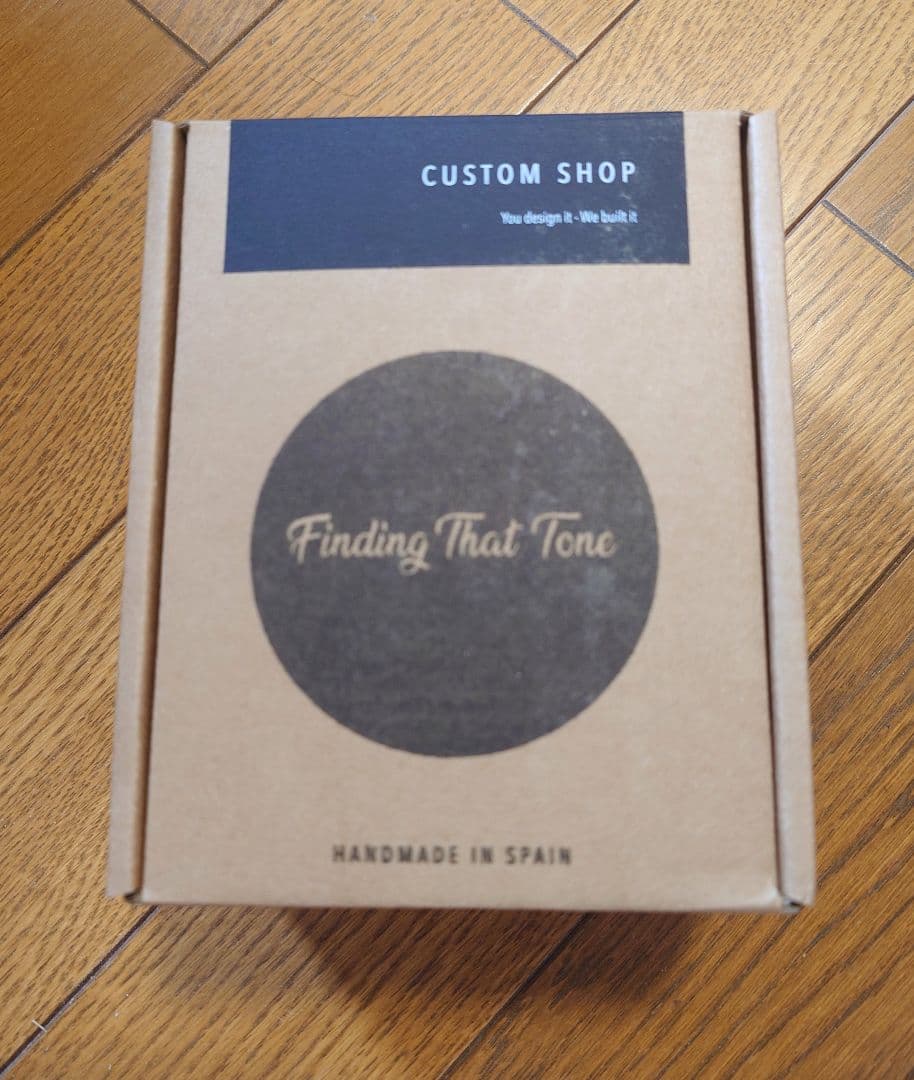 CUSTOM SHOP
You design it - We built it
Finding That Tone
HANDMADE IN SPAIN